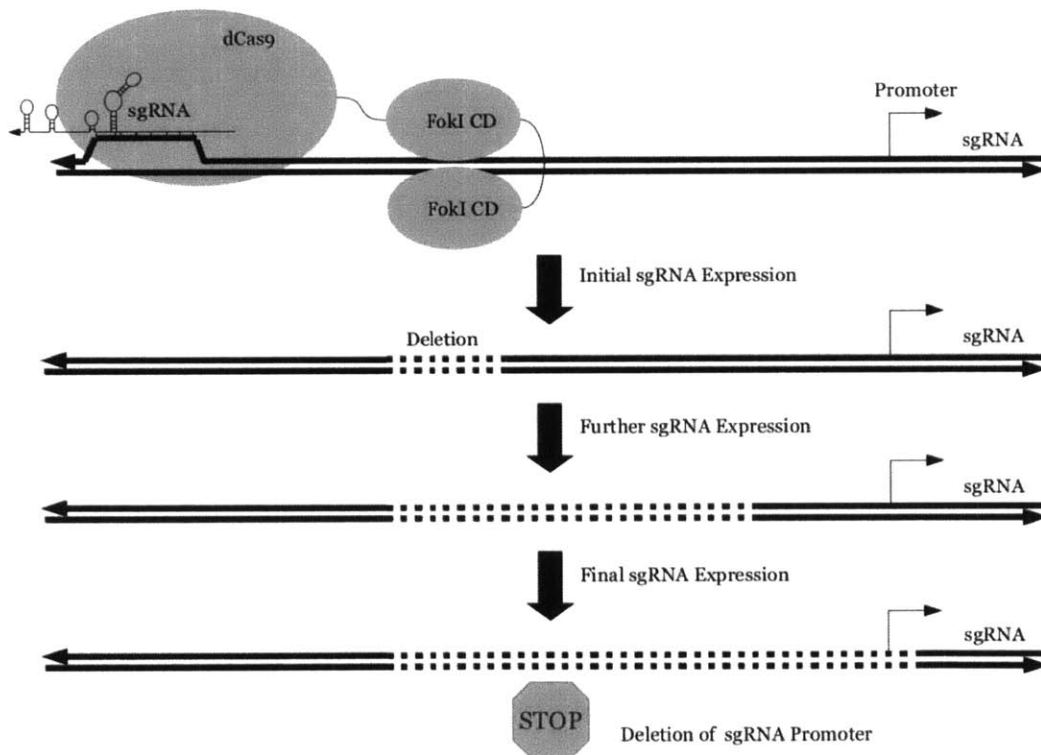 dCas9
sgRNA
FokI CD
FokI CD
Promoter
sgRNA
Initial sgRNA Expression
Deletion
sgRNA
Further sgRNA Expression
sgRNA
Final sgRNA Expression
sgRNA
STOP
Deletion of sgRNA Promoter